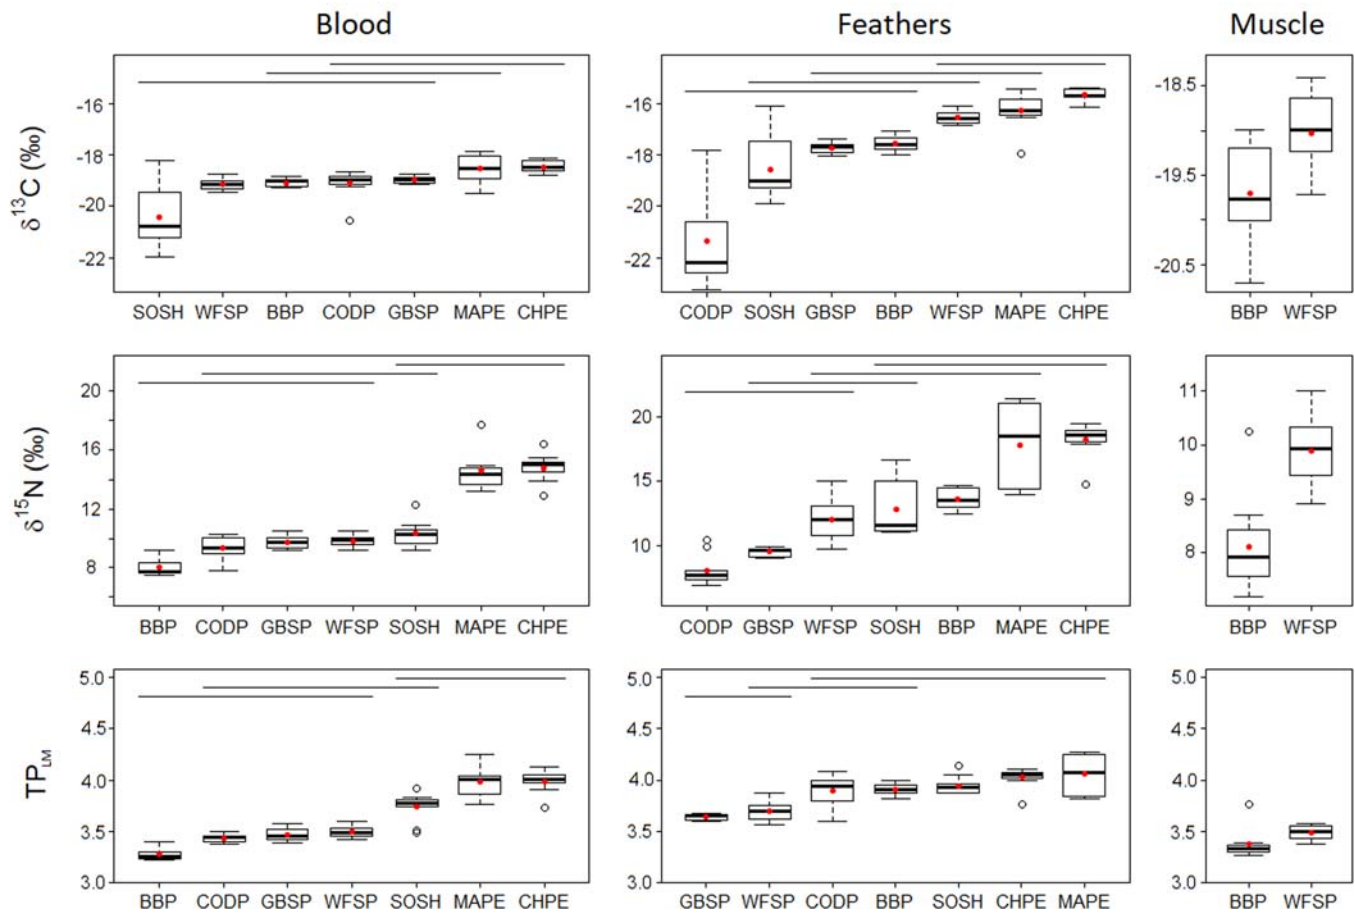 Blood Feathers Muscle
δ¹³C (‰)
-16
-18
-20
-22
SOSH WFSP BBP CODP GBSP MAPE CHPE
-16
-18
-20
-22
CODP SOSH GBSP BBP WFSP MAPE CHPE
-18.5
-19.5
-20.5
BBP WFSP
δ¹⁵N (‰)
20
16
12
8
BBP CODP GBSP WFSP SOSH MAPE CHPE
20
15
10
CODP GBSP WFSP SOSH BBP MAPE CHPE
11
10
9
8
BBP WFSP
TP_LM
5.0
4.5
4.0
3.5
3.0
BBP CODP GBSP WFSP SOSH MAPE CHPE
5.0
4.5
4.0
3.5
3.0
GBSP WFSP CODP BBP SOSH CHPE MAPE
5.0
4.5
4.0
3.5
3.0
BBP WFSP